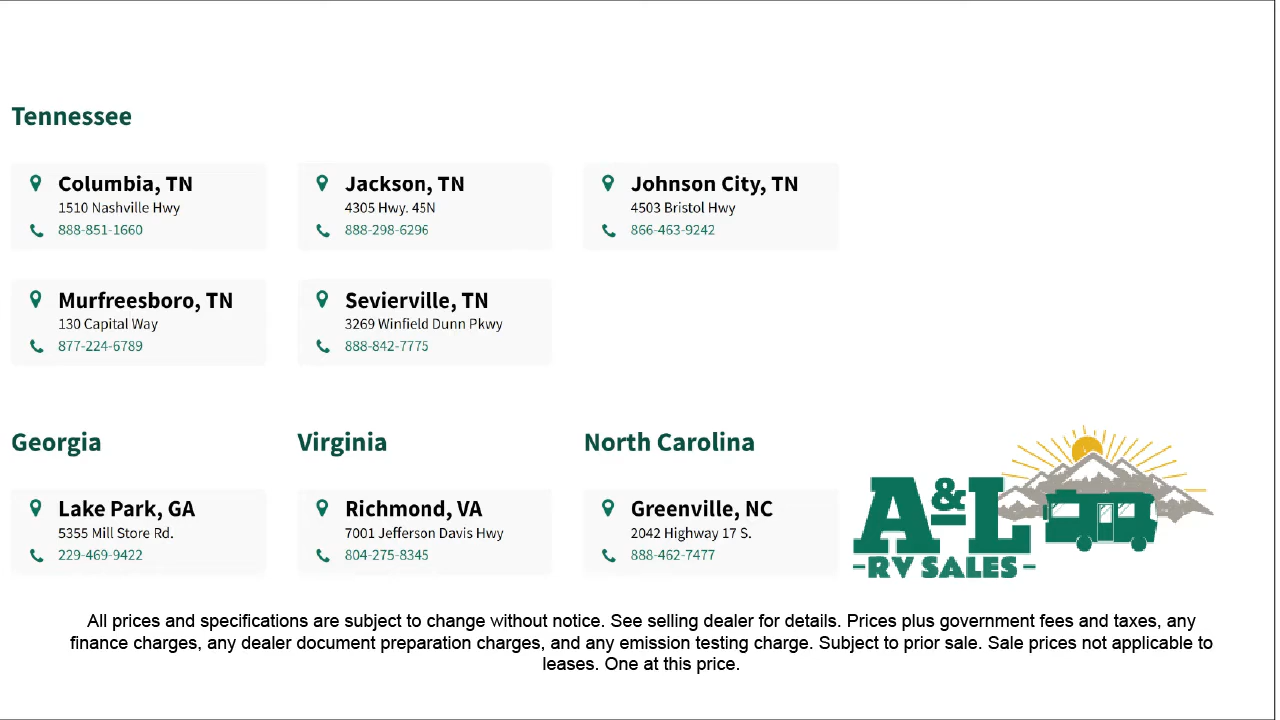 Tennessee
Columbia, TN
1510 Nashville Hwy
888-851-1660
Jackson, TN
4305 Hwy. 45N
888-298-6296
Johnson City, TN
4503 Bristol Hwy
866-463-9242
Murfreesboro, TN
130 Capital Way
877-224-6789
Sevierville, TN
3269 Winfield Dunn Pkwy
888-842-7775
Georgia
Lake Park, GA
5355 Mill Store Rd.
229-469-9422
Virginia
Richmond, VA
7001 Jefferson Davis Hwy
804-275-8345
North Carolina
Greenville, NC
2042 Highway 17 S.
888-462-7477
A&L
-RV SALES-
All prices and specifications are subject to change without notice. See selling dealer for details. Prices plus government fees and taxes, any
finance charges, any dealer document preparation charges, and any emission testing charge. Subject to prior sale. Sale prices not applicable to
leases. One at this price.